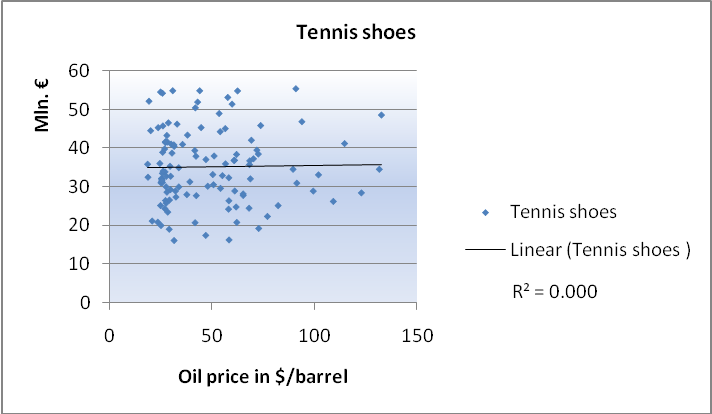 Tennis shoes
Mln. €
60
50
40
30
20
10
0
0 50 100 150
Oil price in $/barrel
Tennis shoes
Linear (Tennis shoes )
R² = 0.000